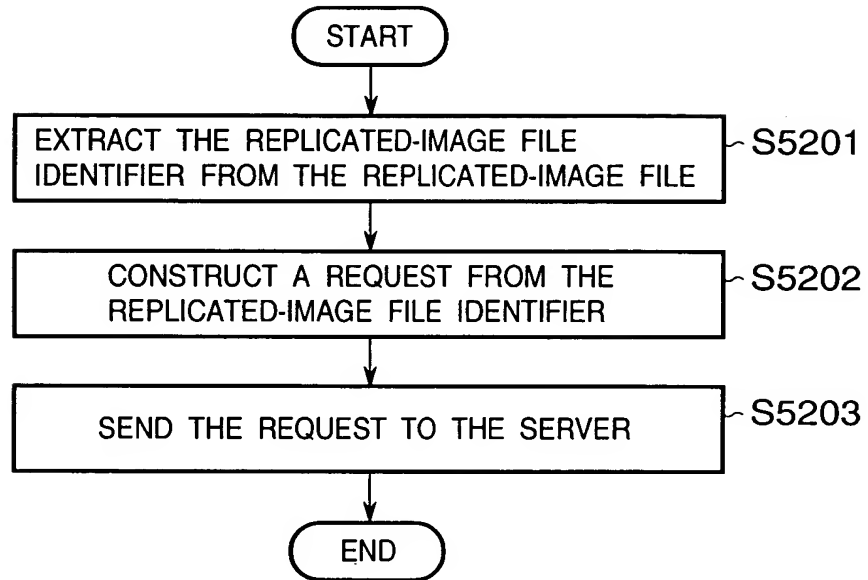 START
EXTRACT THE REPLICATED-IMAGE FILE
IDENTIFIER FROM THE REPLICATED-IMAGE FILE
S5201
CONSTRUCT A REQUEST FROM THE
REPLICATED-IMAGE FILE IDENTIFIER
S5202
SEND THE REQUEST TO THE SERVER
S5203
END